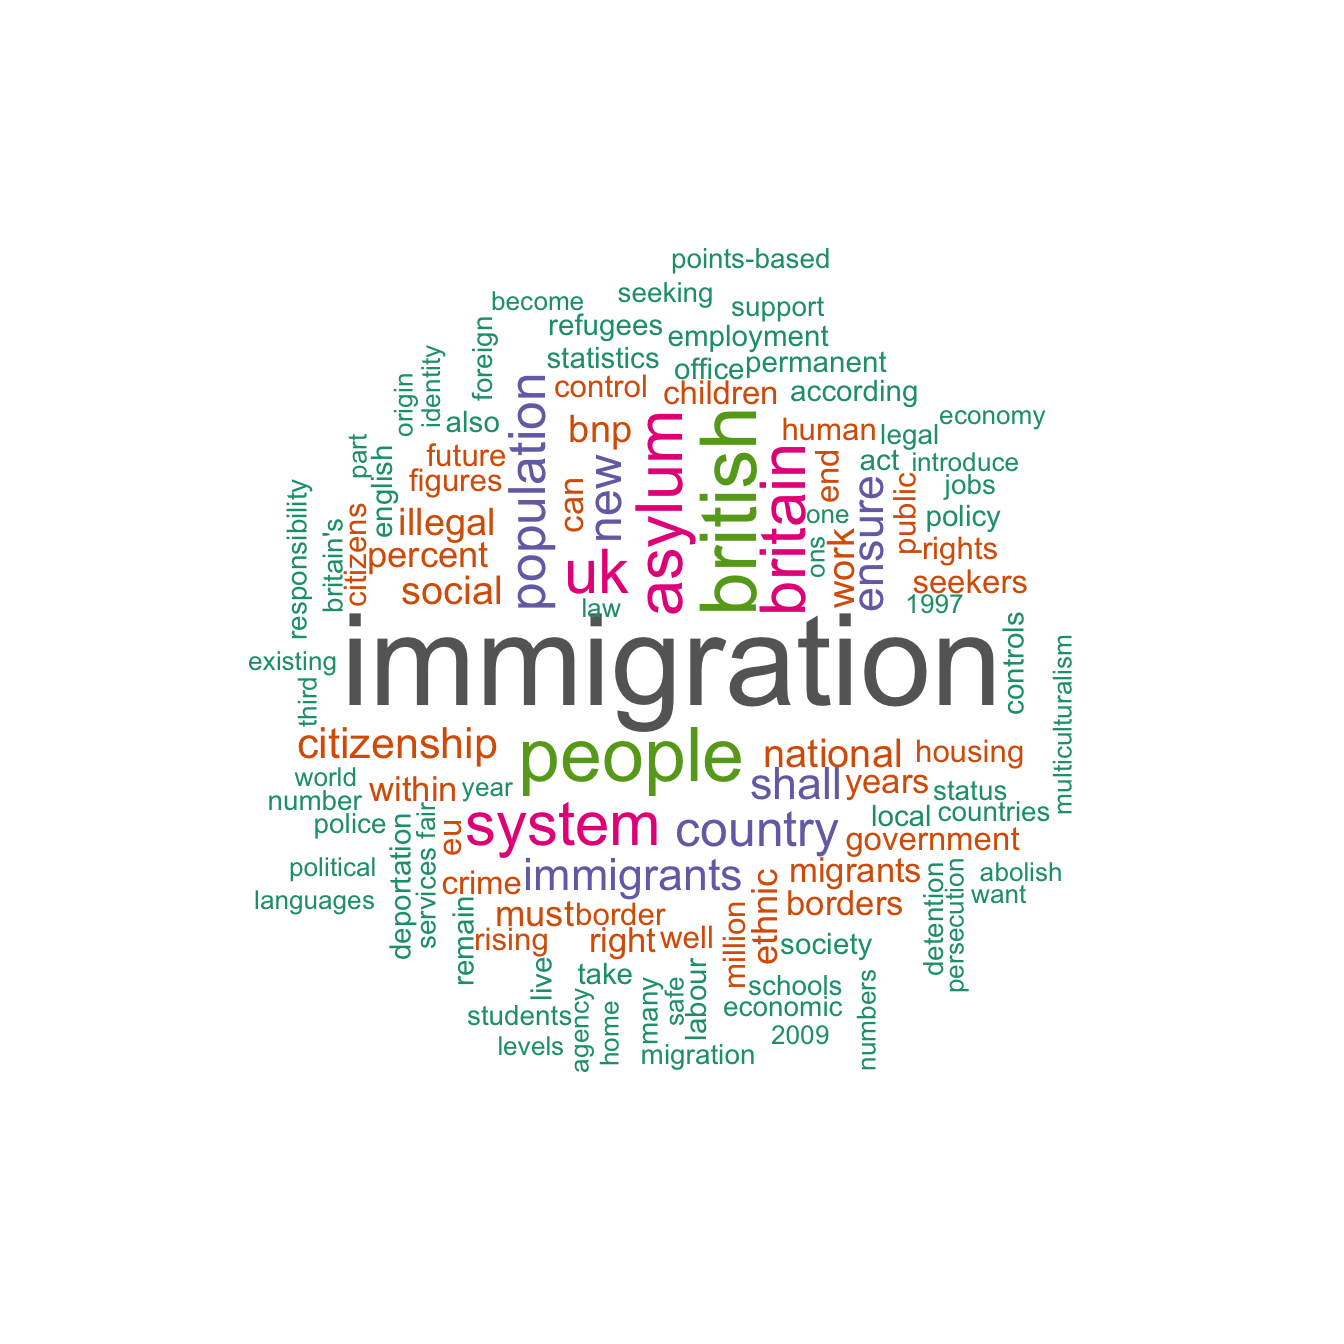 points-based
seeking
become
support
refugees
employment
foreign
statistics
office
permanent
identity
origin
control
children
according
population
also
bnp
asylum
british
human
legal
economy
part
english
future
figures
can
new
britain
end
act
introduce
jobs
responsibility
britain's
citizens
illegal
percent
social
uk
law
one
ons
work
ensure
public
policy
rights
seekers
1997
immigration
existing
third
controls
multiculturalism
citizenship
people
national
housing
world
number
within
year
shall
years
status
police
eu
system
country
local
countries
government
political
languages
deportation
services
fair
crime
immigrants
ethnic
migrants
borders
detention
persecution
abolish
want
remain
must
border
rising
right
well
million
society
live
take
students
levels
agency
home
many
safe
labour
schools
economic
2009
numbers
migration